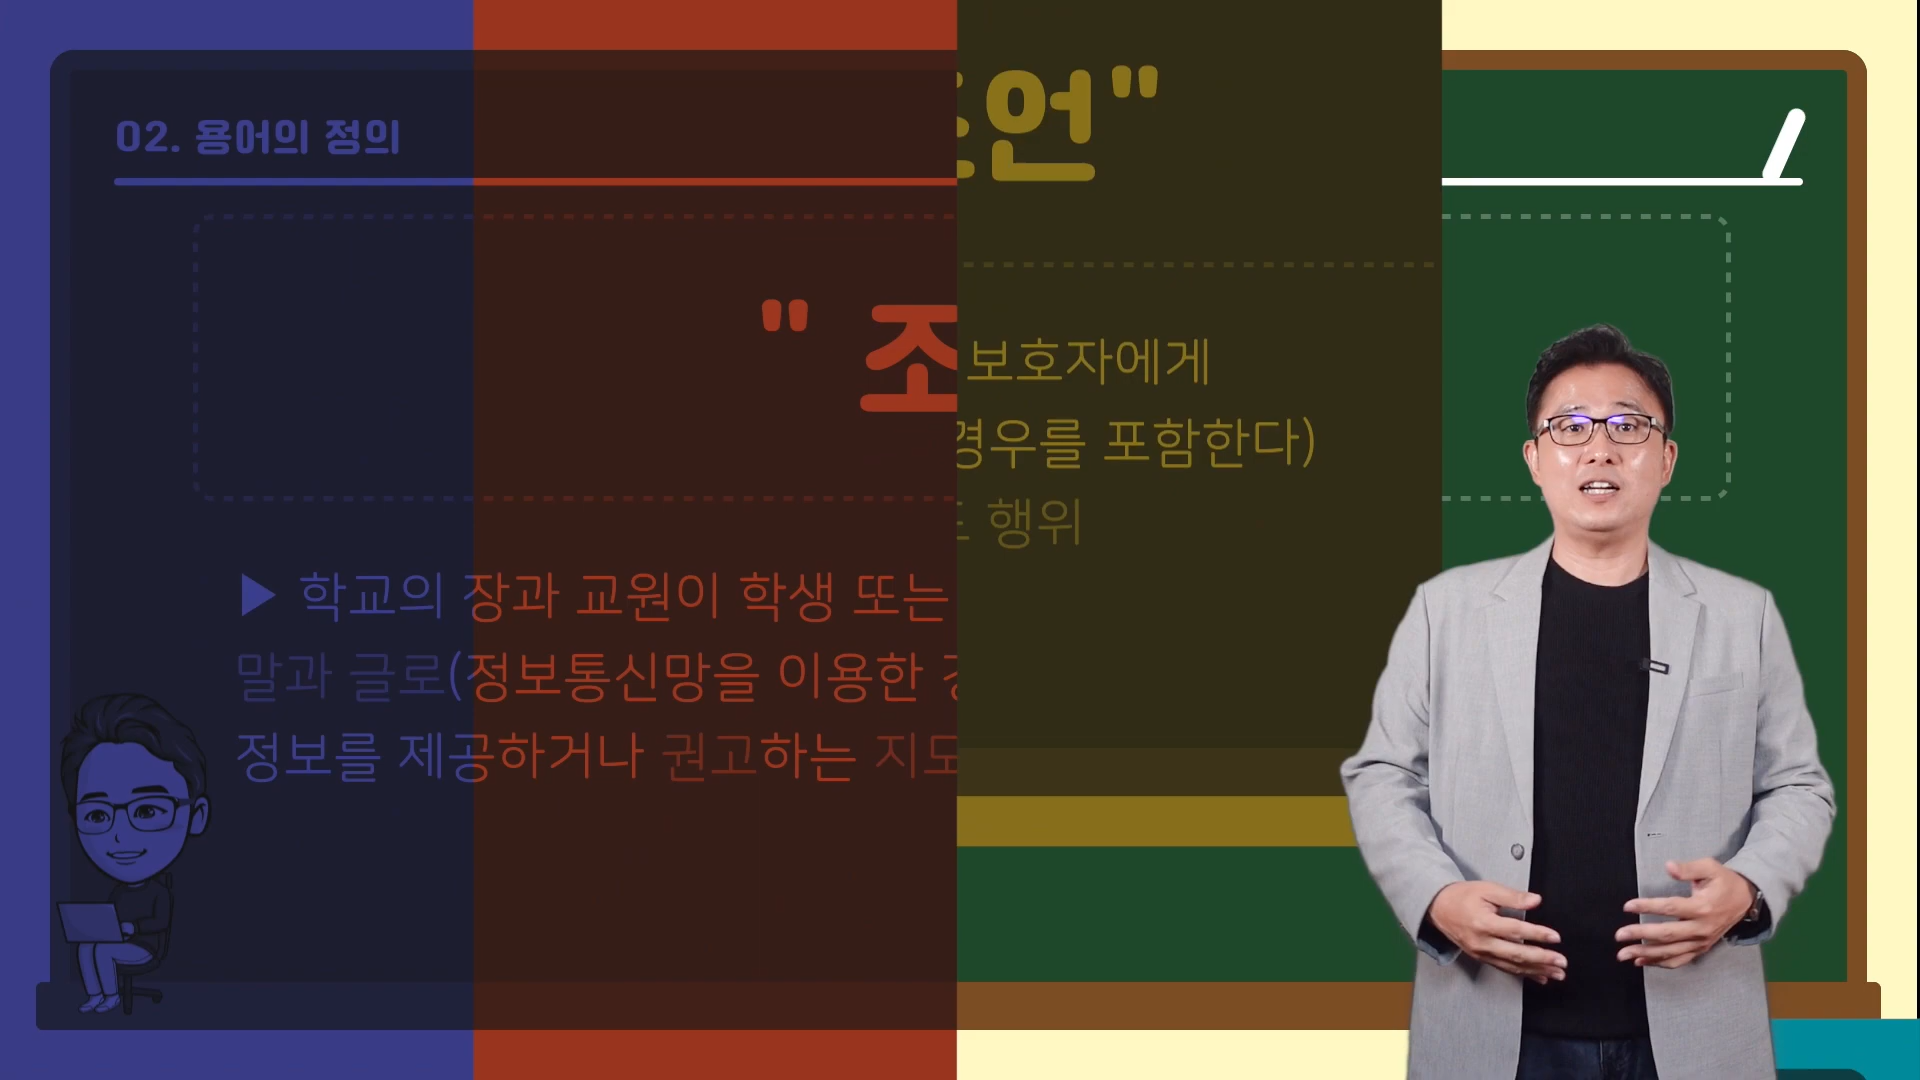 02. 용어의 정의
" 조언"
▶ 학교의 장과 교원이 학생 또는 보호자에게
말과 글로(정보통신망을 이용한 경우를 포함한다)
정보를 제공하거나 권고하는 지도 행위